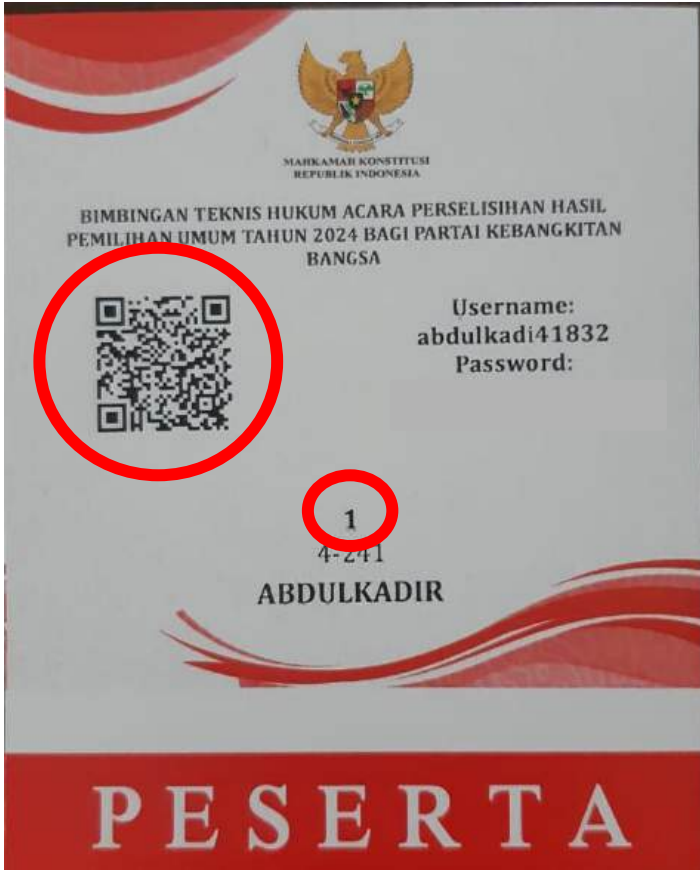 MAHKAMAH KONSTITUSI
REPUBLIK INDONESIA
BIMBINGAN TEKNIS HUKUM ACARA PERSELISIHAN HASIL
PEMILIHAN UMUM TAHUN 2024 BAGI PARTAI KEBANGKITAN
BANGSA
Username:
abdulkadi41832
Password:
1
4-241
ABDULKADIR
PESERTA